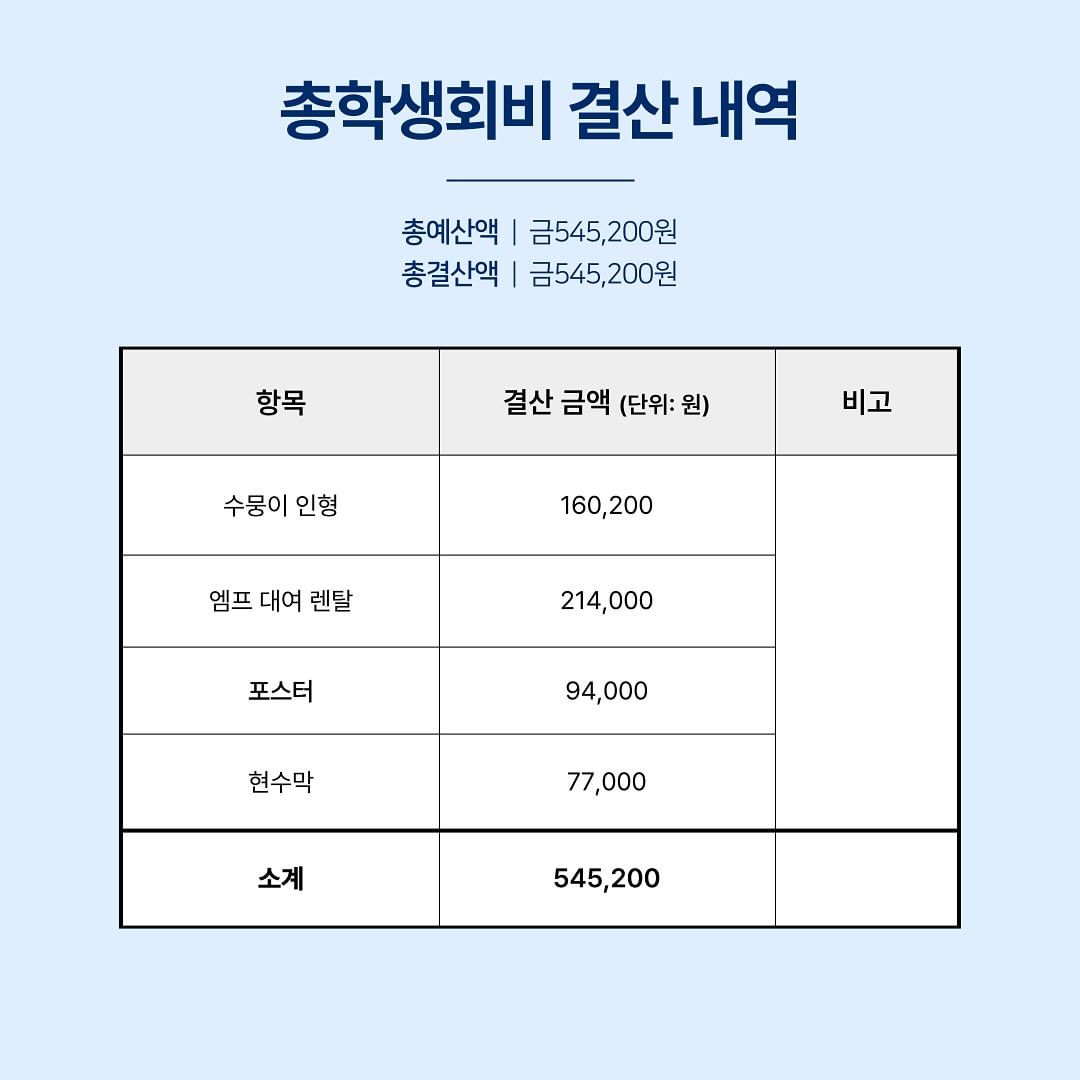 총학생회비 결산 내역
총예산액 | 금545,200원
총결산액 | 금545,200원
항목 결산 금액 (단위: 원) 비고
수뭉이 인형 160,200
엠프 대여 렌탈 214,000
포스터 94,000
현수막 77,000
소계 545,200